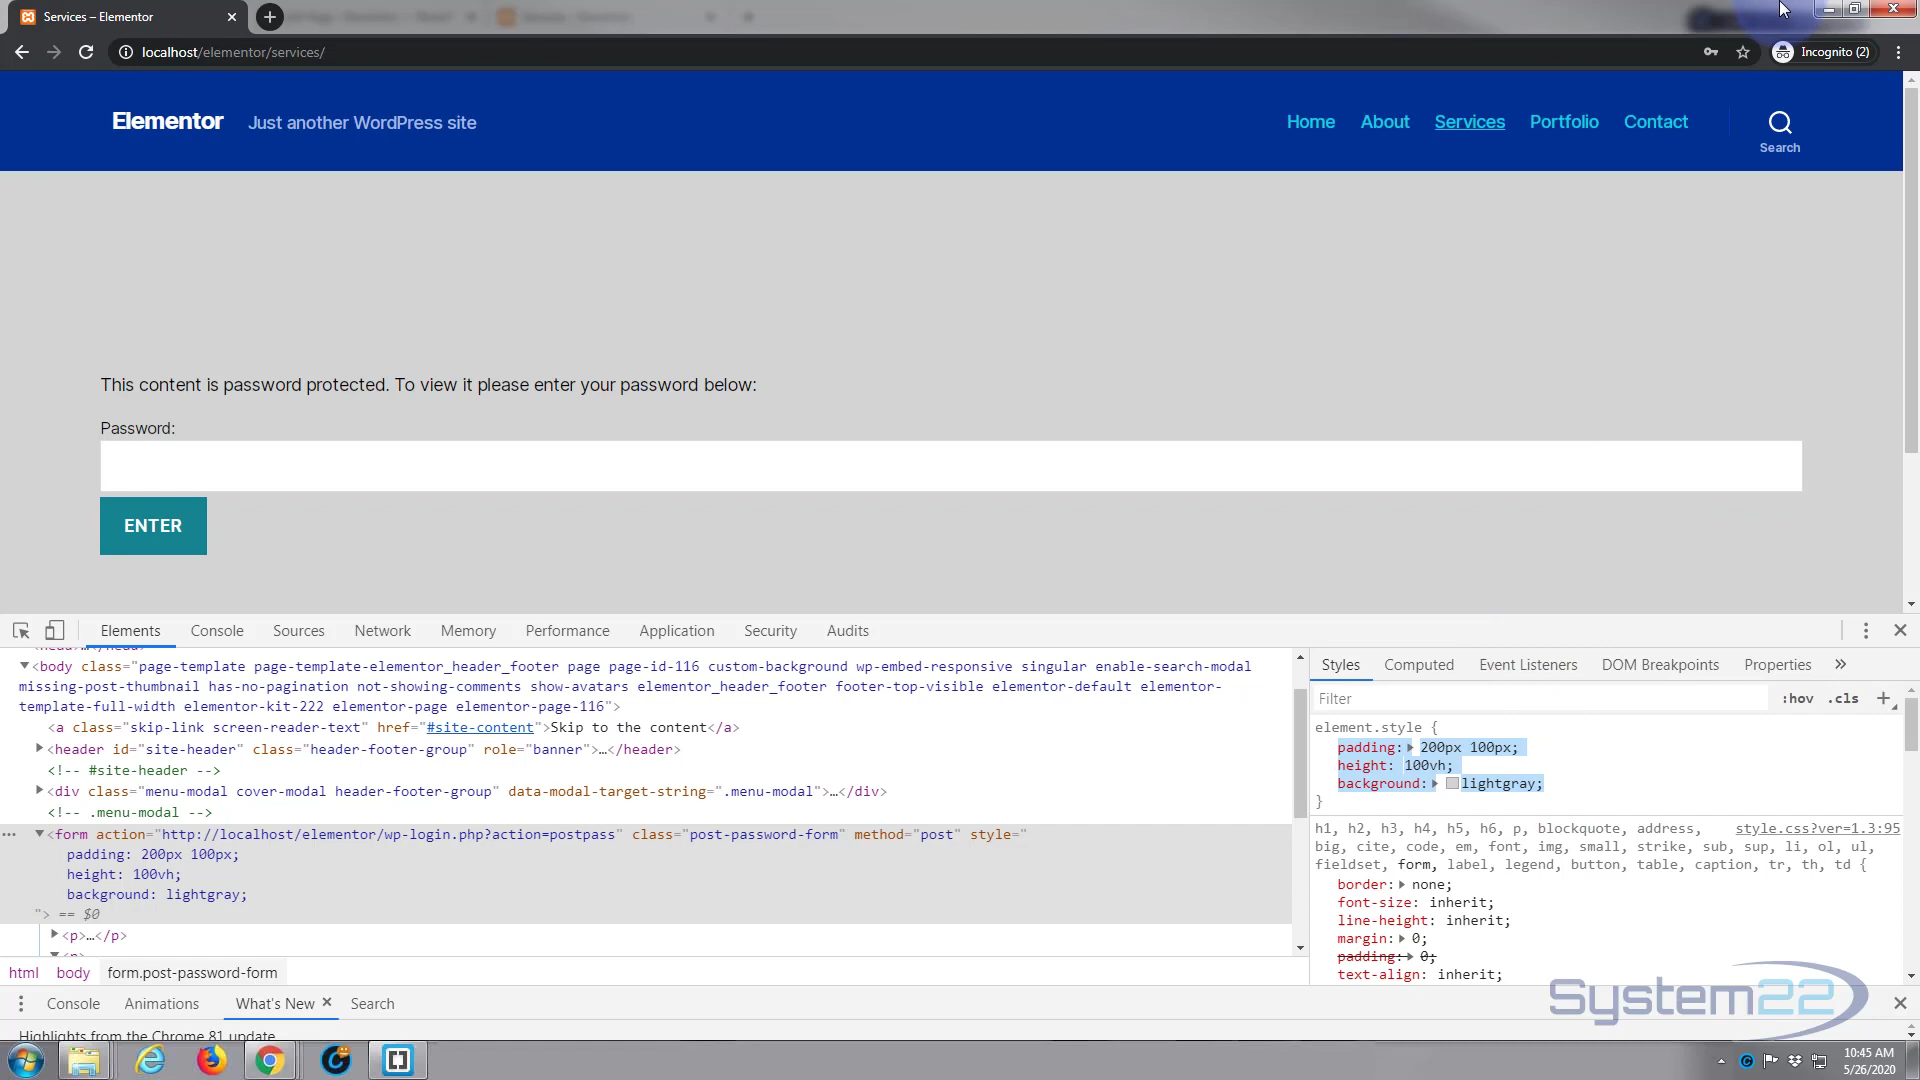 Services – Elementor
localhost/elementor/services/
Incognito (2)
Elementor
Just another WordPress site
Home
About
Services
Portfolio
Contact
Search
This content is password protected. To view it please enter your password below:
Password:
ENTER
Elements
Console
Sources
Network
Memory
Performance
Application
Security
Audits
<body class="page-template page-template-elementor_header_footer page page-id-116 custom-background wp-embed-responsive singular enable-search-modal
missing-post-thumbnail has-no-pagination not-showing-comments show-avatars elementor_header_footer footer-top-visible elementor-default elementor-
template-full-width elementor-kit-222 elementor-page elementor-page-116">
<a class="skip-link screen-reader-text" href="#site-content">Skip to the content</a>
<header id="site-header" class="header-footer-group" role="banner">…</header>
<!-- #site-header -->
<div class="menu-modal cover-modal header-footer-group" data-modal-target-string=".menu-modal">…</div>
<!-- .menu-modal -->
<form action="http://localhost/elementor/wp-login.php?action=postpass" class="post-password-form" method="post" style="
padding: 200px 100px;
height: 100vh;
background: lightgray;
"> == $0
<p>…</p>
html
body
form.post-password-form
Styles
Computed
Event Listeners
DOM Breakpoints
Properties
Filter
:hov
.cls
element.style {
padding: 200px 100px;
height: 100vh;
background: lightgray;
}
h1, h2, h3, h4, h5, h6, p, blockquote, address,
style.css?ver=1.3:95
big, cite, code, em, font, img, small, strike, sub, sup, li, ol, ul,
fieldset, form, label, legend, button, table, caption, tr, th, td {
border: none;
font-size: inherit;
line-height: inherit;
margin: 0;
padding: 0;
text-align: inherit;
Console
Animations
What's New
Search
Highlights from the Chrome 81 update
System22
10:45 AM
5/26/2020